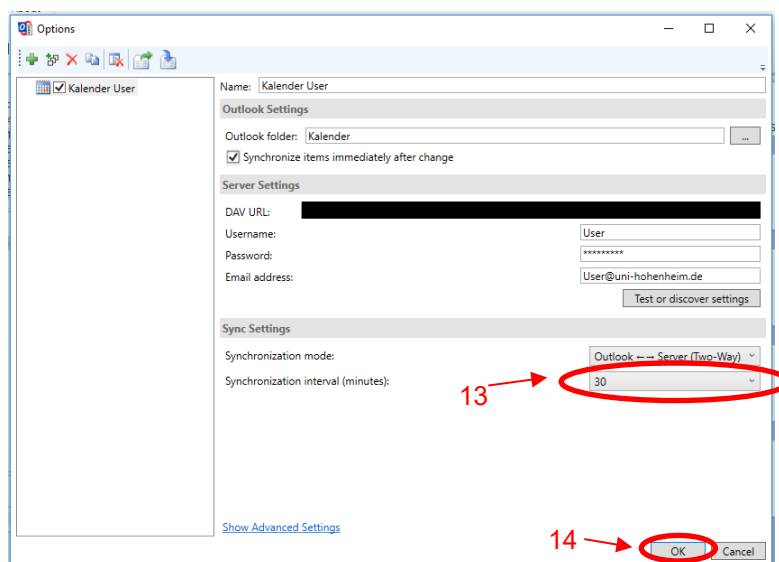 Options
Kalender User
Name: Kalender User
Outlook Settings
Outlook folder: Kalender ...
Synchronize items immediately after change
Server Settings
DAV URL:
Username: User
Password: *********
Email address: User@uni-hohenheim.de
Test or discover settings
Sync Settings
Synchronization mode: Outlook ←→ Server (Two-Way)
Synchronization interval (minutes): 30
13
Show Advanced Settings
14
OK Cancel